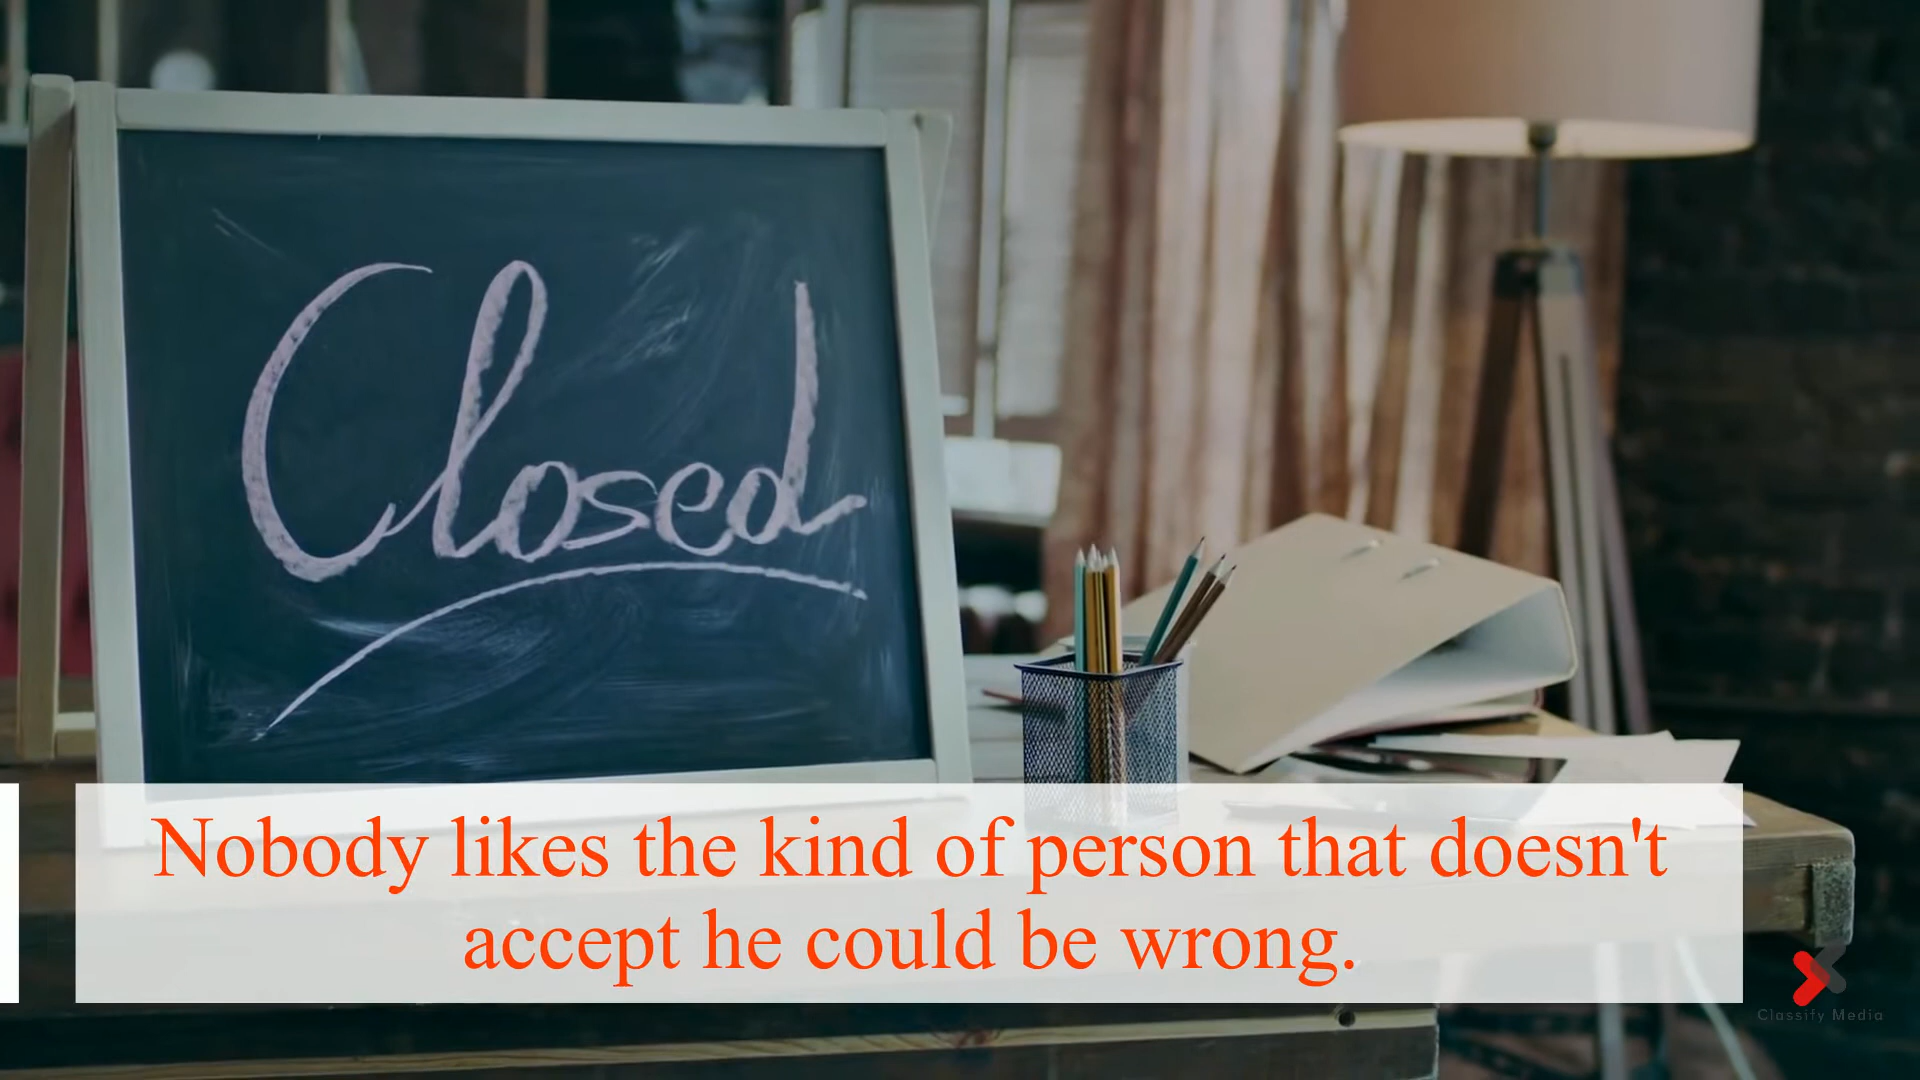 Closed
Nobody likes the kind of person that doesn't
accept he could be wrong.
Classify Media